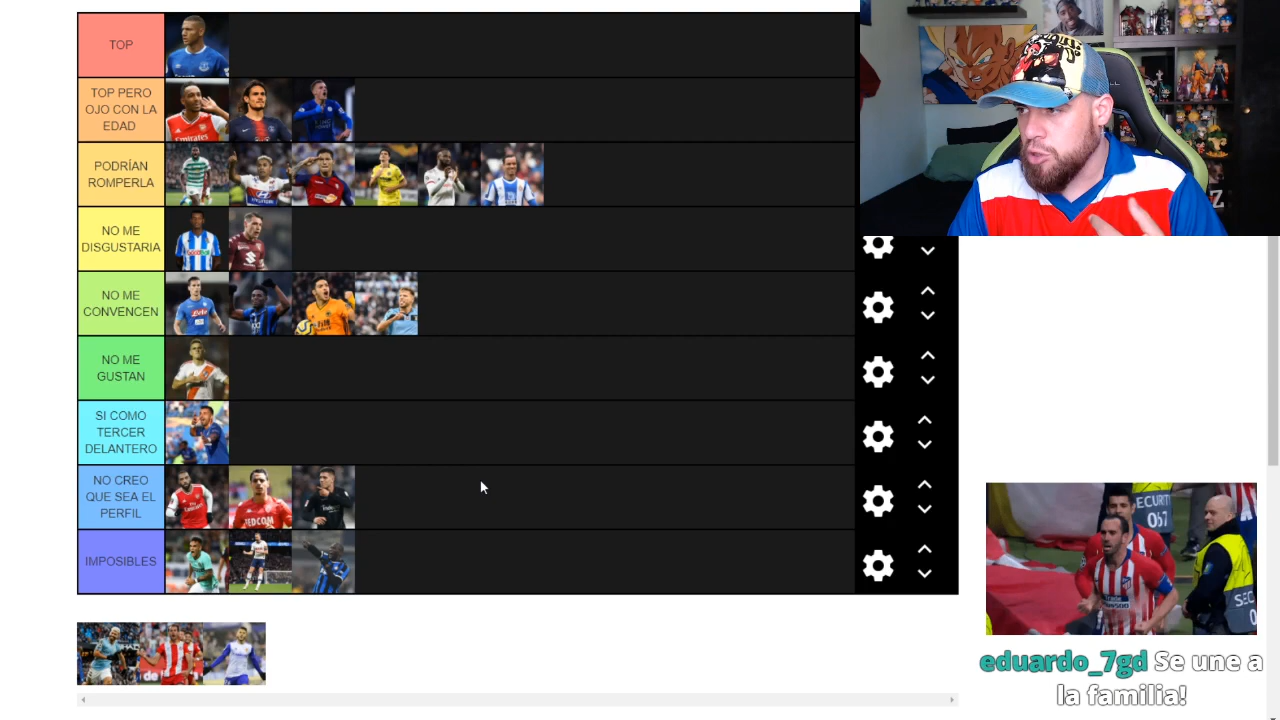 TOP
TOP PERO
OJO CON LA
EDAD
PODRÍAN
ROMPERLA
NO ME
DISGUSTARIA
NO ME
CONVENCEN
NO ME
GUSTAN
SI COMO
TERCER
DELANTERO
NO CREO
QUE SEA EL
PERFIL
IMPOSIBLES
eduardo_7gd Se une a
la familia!